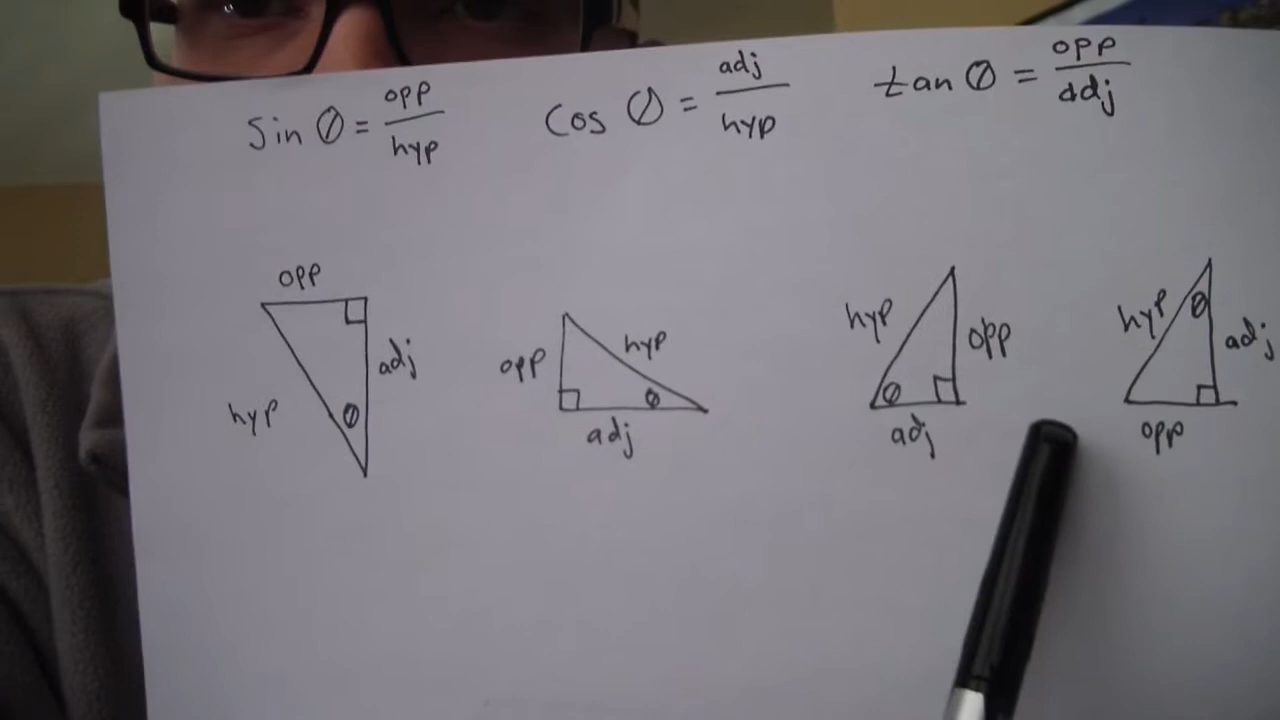 sin θ = opp/hyp
cos θ = adj/hyp
tan θ = opp/adj
opp
adj
hyp
θ
opp
hyp
θ
adj
hyp
opp
θ
adj
hyp
θ
adj
opp